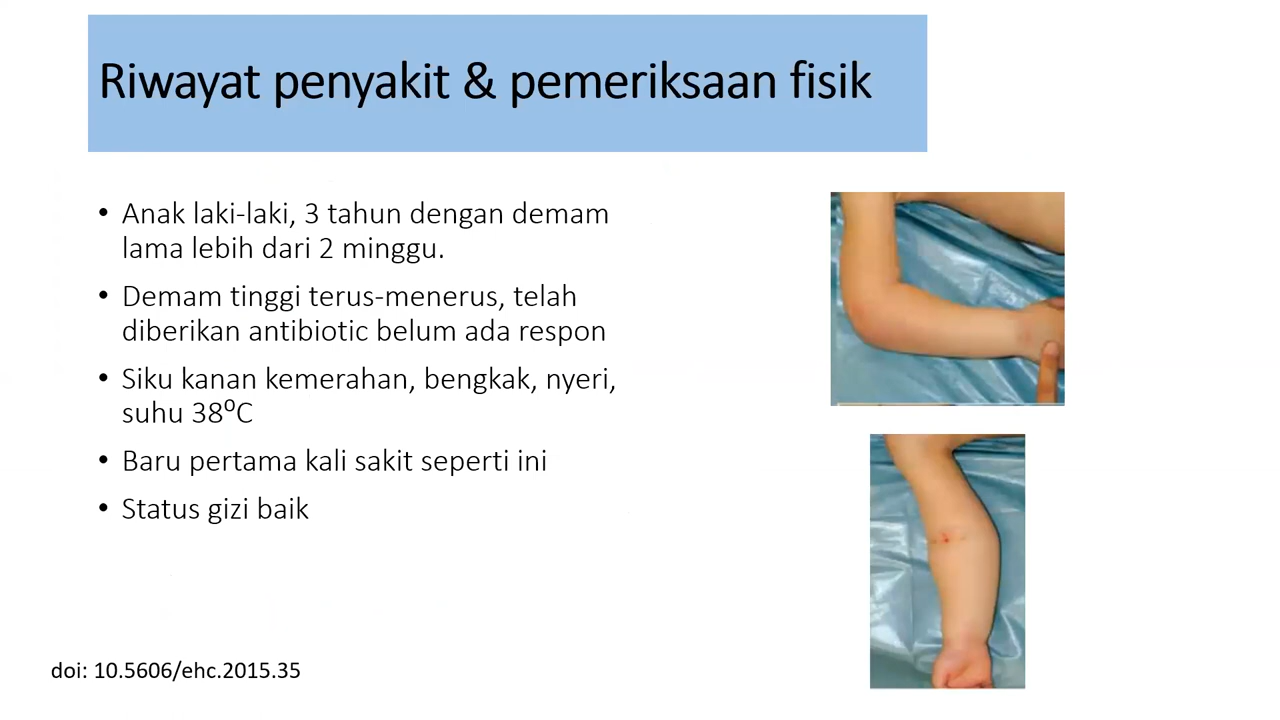 Riwayat penyakit & pemeriksaan fisik
• Anak laki-laki, 3 tahun dengan demam
lama lebih dari 2 minggu.
• Demam tinggi terus-menerus, telah
diberikan antibiotic belum ada respon
• Siku kanan kemerahan, bengkak, nyeri,
suhu 38⁰C
• Baru pertama kali sakit seperti ini
• Status gizi baik
doi: 10.5606/ehc.2015.35